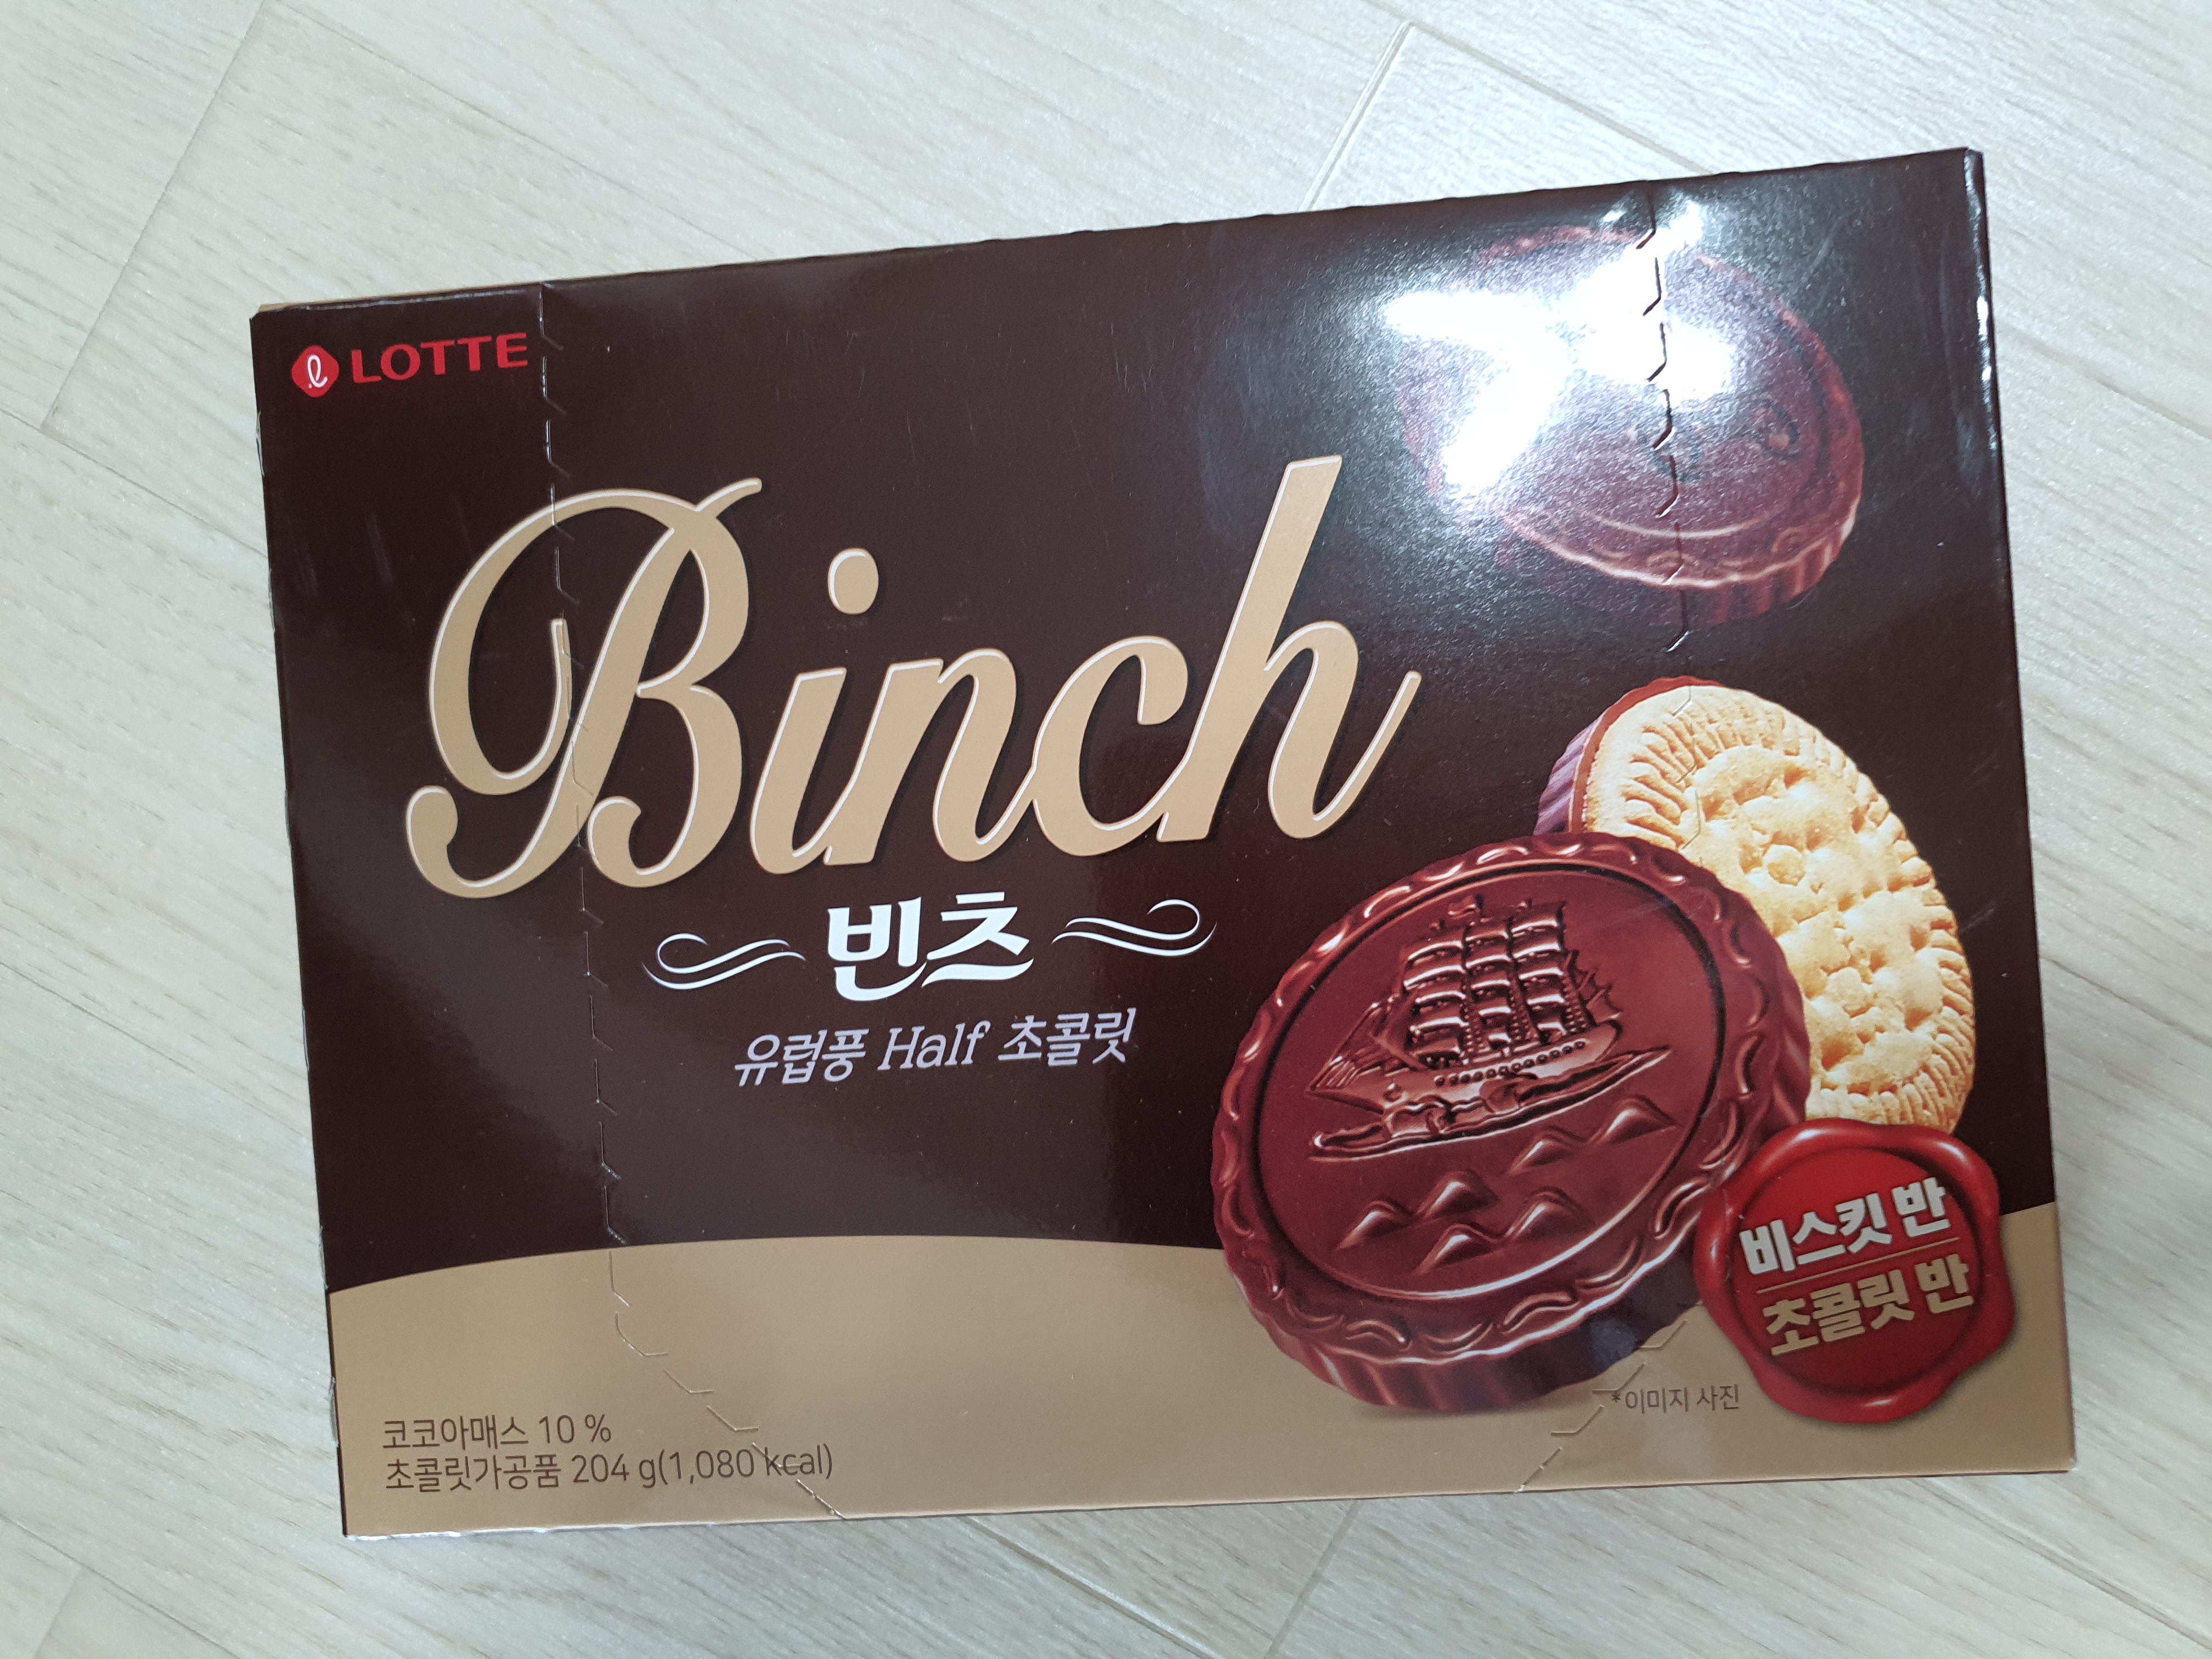 LOTTE
Binch
빈츠
유럽풍 Half 초콜릿
비스킷 반
초콜릿 반
*이미지 사진
코코아매스 10 %
초콜릿가공품 204 g(1,080 kcal)